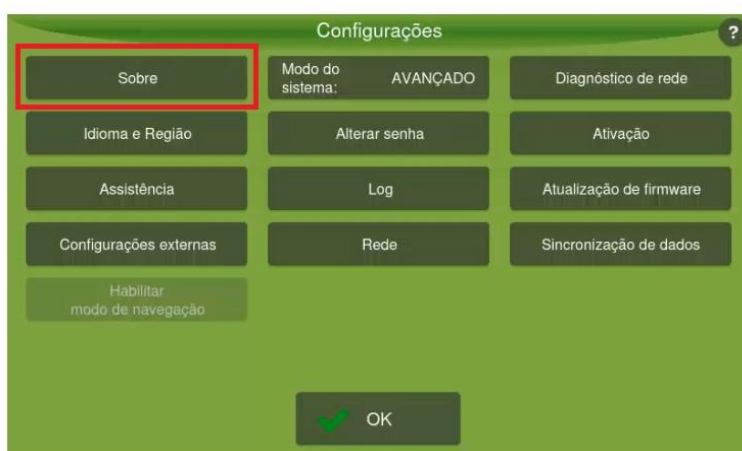 Configurações
?
Sobre
Modo do
sistema:
AVANÇADO
Diagnóstico de rede
Idioma e Região
Alterar senha
Ativação
Assistência
Log
Atualização de firmware
Configurações externas
Rede
Sincronização de dados
Habilitar
modo de navegação
OK